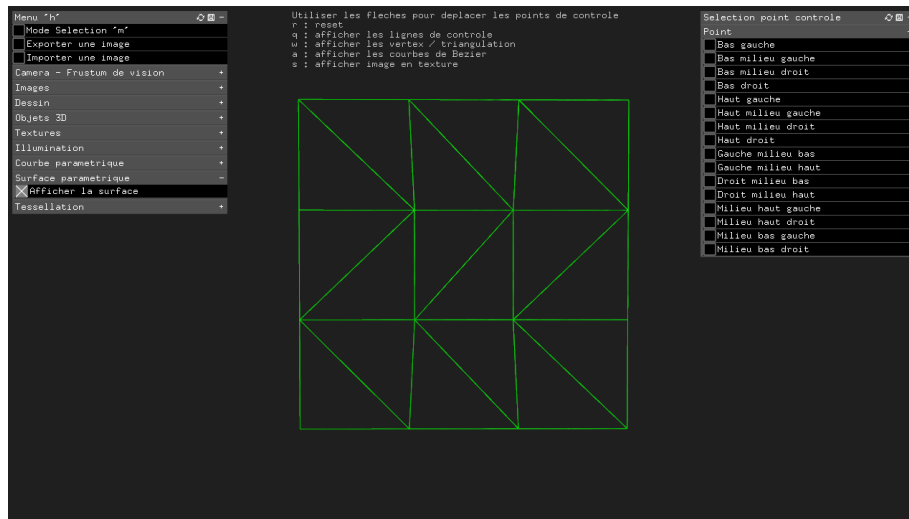 Menu 'h'
Mode Selection 'm'
Exporter une image
Importer une image
Camera - Frustum de vision +
Images +
Dessin +
Objets 3D +
Textures +
Illumination +
Courbe parametrique +
Surface parametrique -
Afficher la surface
Tessellation +
Utiliser les fleches pour deplacer les points de controle
r : reset
q : afficher les lignes de controle
w : afficher les vertex / triangulation
a : afficher les courbes de Bezier
s : afficher image en texture
Selection point controle
Point
Bas gauche
Bas milieu gauche
Bas milieu droit
Bas droit
Haut gauche
Haut milieu gauche
Haut milieu droit
Haut droit
Gauche milieu bas
Gauche milieu haut
Droit milieu bas
Droit milieu haut
Milieu haut gauche
Milieu haut droit
Milieu bas gauche
Milieu bas droit